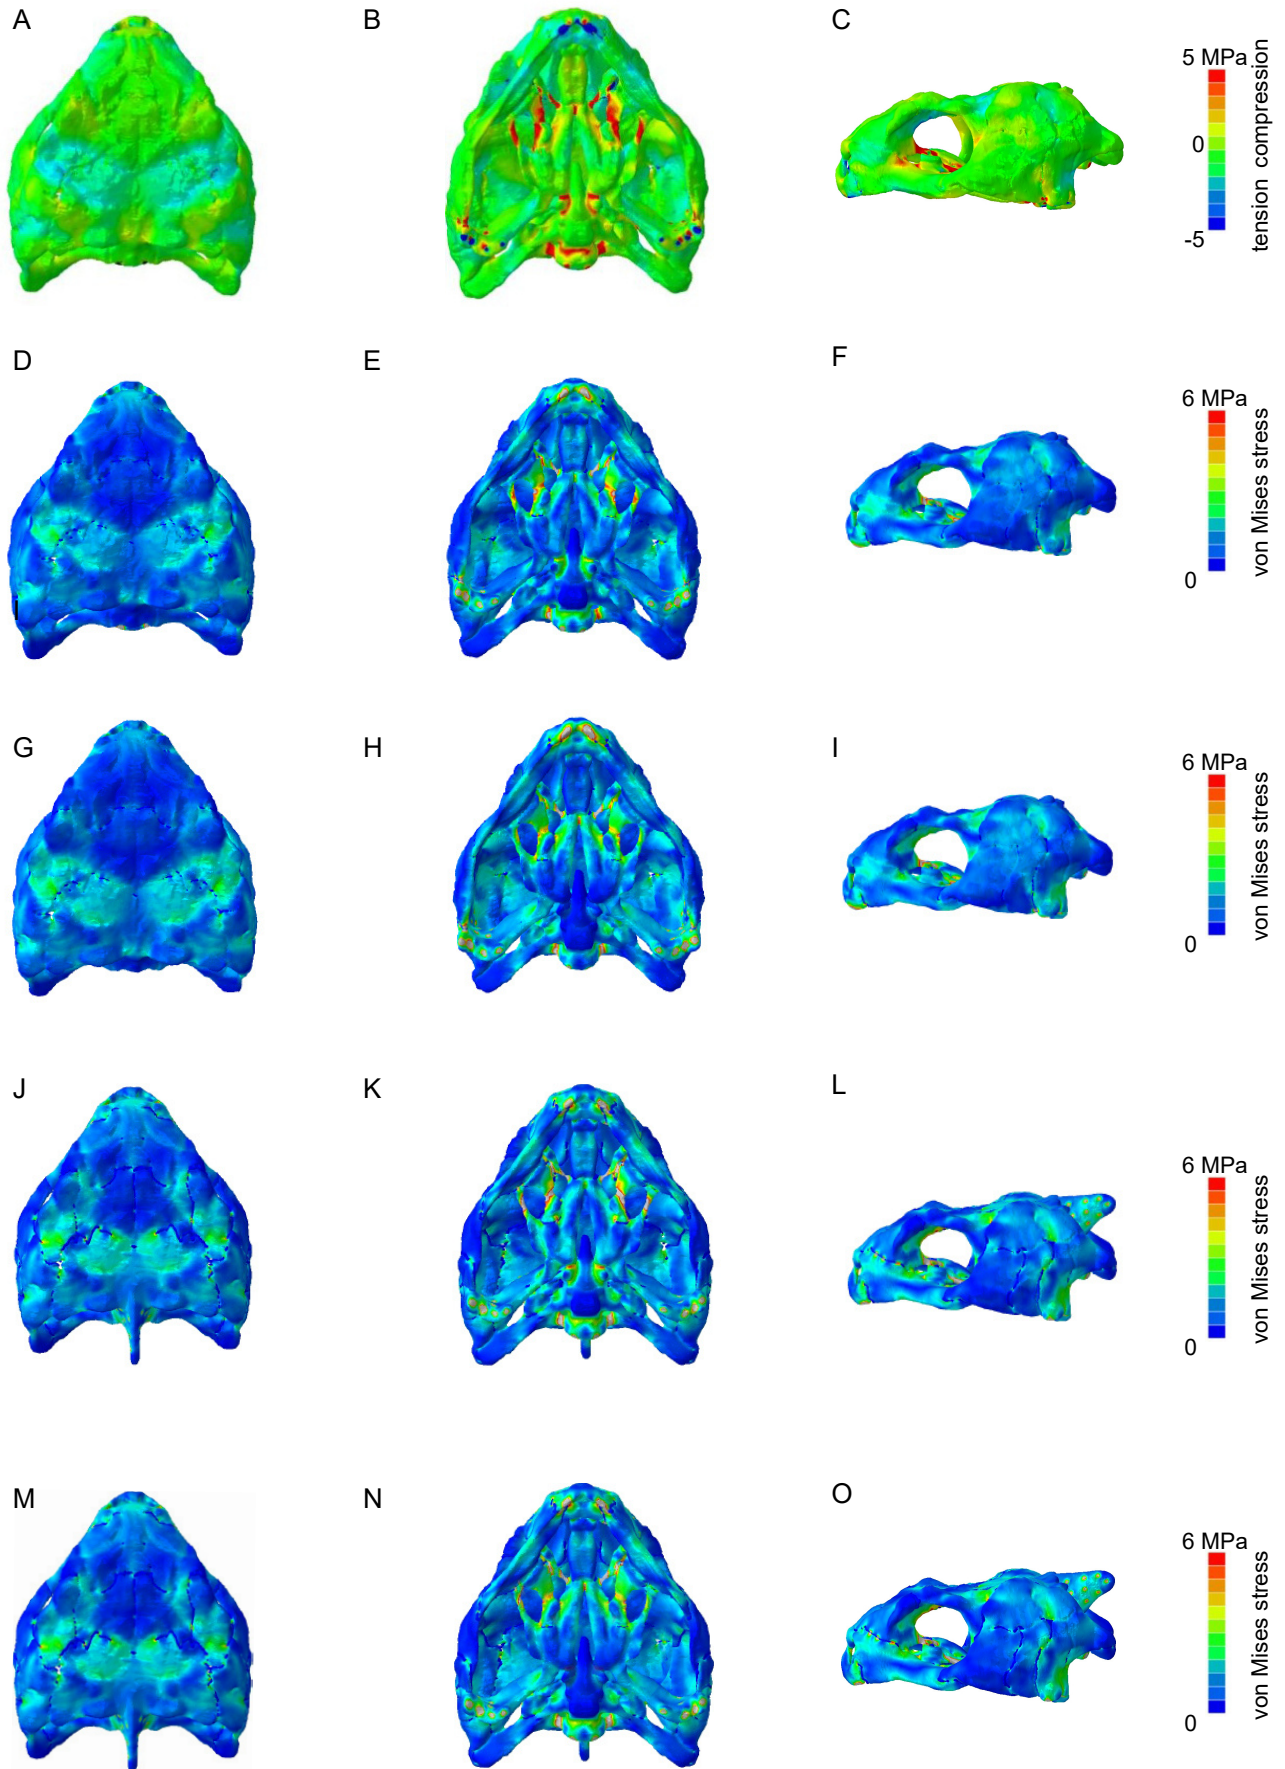 A
B
C
5 MPa
0
-5
tension compression
D
E
F
6 MPa
0
von Mises stress
G
H
I
6 MPa
0
von Mises stress
J
K
L
6 MPa
0
von Mises stress
M
N
O
6 MPa
0
von Mises stress